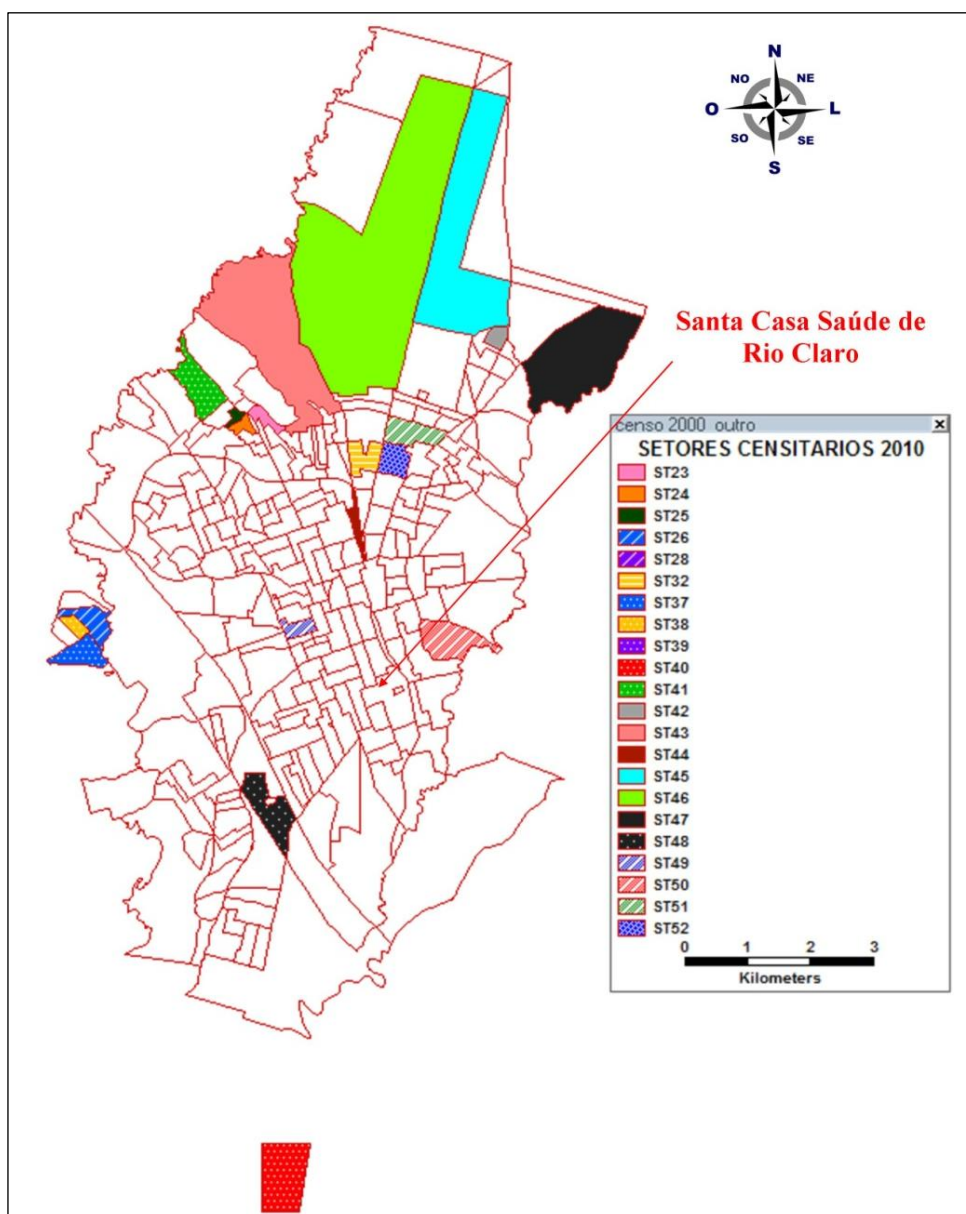 N
NO
NE
O
L
SO
SE
S
Santa Casa Saúde de
Rio Claro
censo 2000 outro
SETORES CENSITARIOS 2010
ST23
ST24
ST25
ST26
ST28
ST32
ST37
ST38
ST39
ST40
ST41
ST42
ST43
ST44
ST45
ST46
ST47
ST48
ST49
ST50
ST51
ST52
0 1 2 3
Kilometers